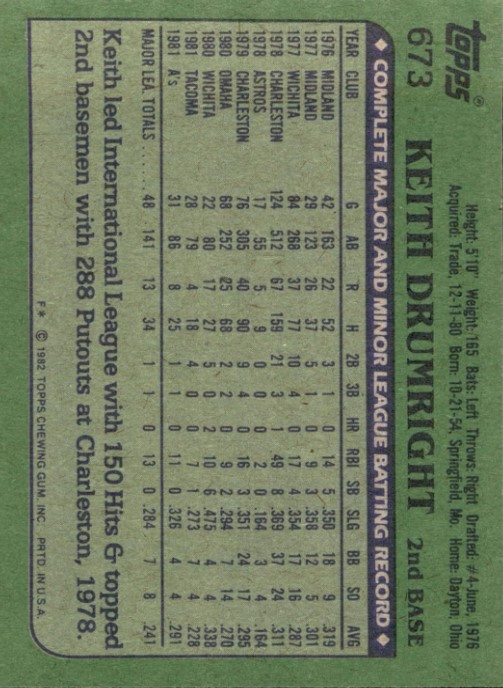 topps®
Height: 5'10" Weight: 165 Bats: Left Throws: Right Drafted: #4-June, 1976
Acquired: Trade, 12-11-80 Born: 10-21-54, Springfield, Mo. Home: Dayton, Ohio
673 KEITH DRUMRIGHT 2nd BASE
◆ COMPLETE MAJOR AND MINOR LEAGUE BATTING RECORD ◆
YEAR CLUB G AB R H 2B 3B HR RBI SB SLG BB SO AVG
1976 MIDLAND 42 163 22 52 3 1 0 14 5 .350 18 9 .319
1977 MIDLAND 29 123 26 37 5 1 0 9 3 .358 12 5 .301
1977 WICHITA 84 268 37 77 10 4 0 17 4 .354 17 16 .287
1978 CHARLESTON 124 512 67 159 21 3 1 49 8 .369 37 24 .311
1978 ASTROS 17 55 5 9 0 0 0 2 0 .164 3 4 .164
1979 CHARLESTON 76 305 40 90 9 4 0 16 3 .351 24 17 .295
1980 OMAHA 68 252 25 68 2 2 0 9 2 .294 7 14 .270
1980 WICHITA 22 80 17 27 5 0 2 10 6 .475 4 4 .338
1981 TACOMA 28 79 4 18 4 0 0 7 1 .273 7 4 .228
1981 A's 31 86 8 25 1 1 0 11 0 .326 4 4 .291
MAJOR LEA. TOTALS ...... 48 141 13 34 1 1 0 13 0 .284 7 8 .241
Keith led International League with 150 Hits & topped
2nd basemen with 288 Putouts at Charleston, 1978.
F* © 1982 TOPPS CHEWING GUM, INC. PRTD. IN U.S.A.